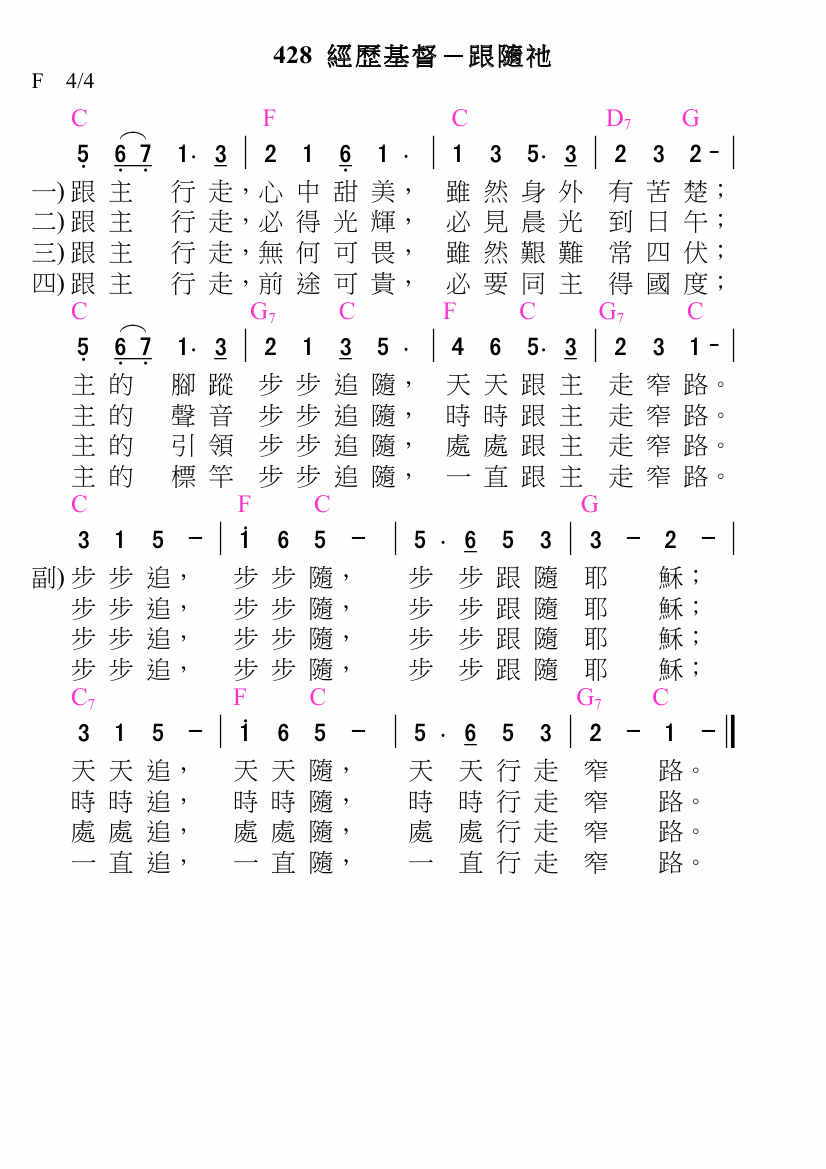 428 經歷基督－跟隨祂
F 4/4
C F C D7 G
5 6 7 1. 3 | 2 1 6 1 . | 1 3 5. 3 | 2 3 2 - |
一) 跟 主 行 走，心 中 甜 美， 雖 然 身 外 有 苦 楚；
二) 跟 主 行 走，必 得 光 輝， 必 見 晨 光 到 日 午；
三) 跟 主 行 走，無 何 可 畏， 雖 然 艱 難 常 四 伏；
四) 跟 主 行 走，前 途 可 貴， 必 要 同 主 得 國 度；
C G7 C F C G7 C
5 6 7 1. 3 | 2 1 3 5 . | 4 6 5. 3 | 2 3 1 - |
主 的 腳 蹤 步 步 追 隨， 天 天 跟 主 走 窄 路。
主 的 聲 音 步 步 追 隨， 時 時 跟 主 走 窄 路。
主 的 引 領 步 步 追 隨， 處 處 跟 主 走 窄 路。
主 的 標 竿 步 步 追 隨， 一 直 跟 主 走 窄 路。
C F C G
3 1 5 - | 1 6 5 - | 5 . 6 5 3 | 3 - 2 - |
副) 步 步 追， 步 步 隨， 步 步 跟 隨 耶 穌；
步 步 追， 步 步 隨， 步 步 跟 隨 耶 穌；
步 步 追， 步 步 隨， 步 步 跟 隨 耶 穌；
步 步 追， 步 步 隨， 步 步 跟 隨 耶 穌；
C7 F C G7 C
3 1 5 - | 1 6 5 - | 5 . 6 5 3 | 2 - 1 - ||
天 天 追， 天 天 隨， 天 天 行 走 窄 路。
時 時 追， 時 時 隨， 時 時 行 走 窄 路。
處 處 追， 處 處 隨， 處 處 行 走 窄 路。
一 直 追， 一 直 隨， 一 直 行 走 窄 路。